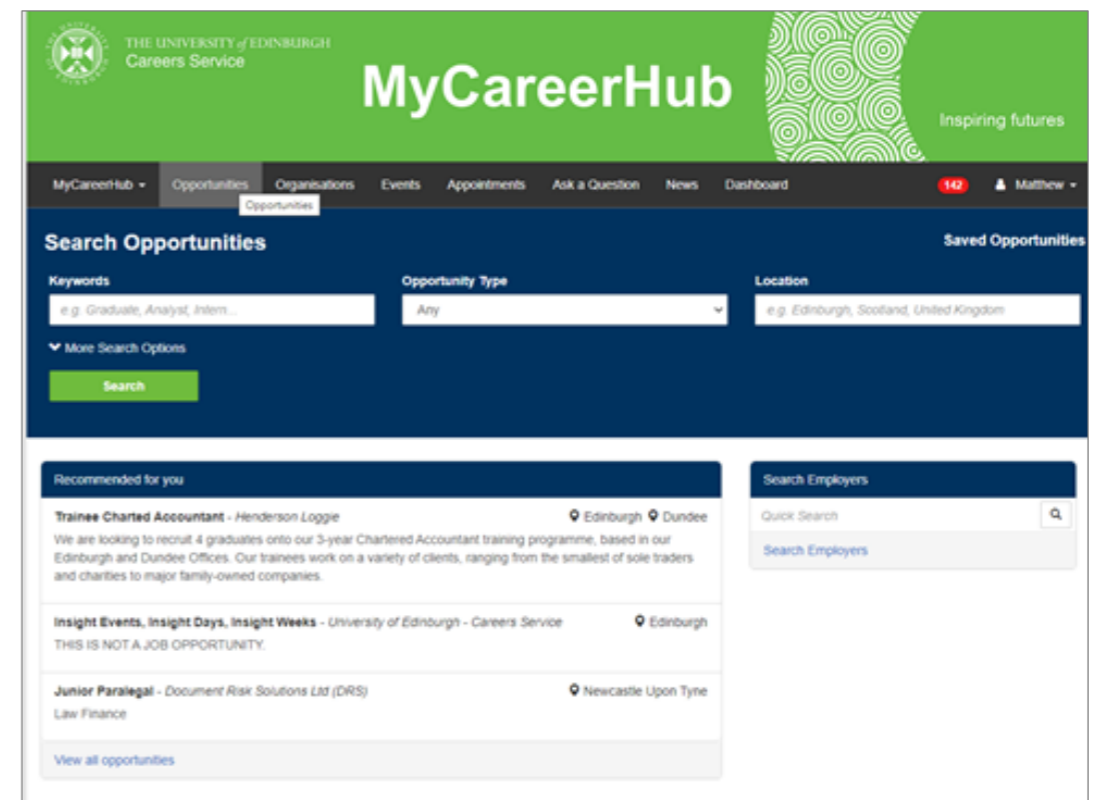 THE UNIVERSITY of EDINBURGH
Careers Service
MyCareerHub
Inspiring futures
MyCareerHub Opportunities Organisations Events Appointments Ask a Question News Dashboard 142 Matthew
Opportunities
Search Opportunities Saved Opportunities
Keywords Opportunity Type Location
e.g. Graduate, Analyst, Intern... Any e.g. Edinburgh, Scotland, United Kingdom
More Search Options
Search
Recommended for you
Trainee Charted Accountant - Henderson Loggie Edinburgh Dundee
We are looking to recruit 4 graduates onto our 3-year Chartered Accountant training programme, based in our
Edinburgh and Dundee Offices. Our trainees work on a variety of clients, ranging from the smallest of sole traders
and charities to major family-owned companies.
Insight Events, Insight Days, Insight Weeks - University of Edinburgh - Careers Service Edinburgh
THIS IS NOT A JOB OPPORTUNITY.
Junior Paralegal - Document Risk Solutions Ltd (DRS) Newcastle Upon Tyne
Law Finance
View all opportunities
Search Employers
Quick Search
Search Employers